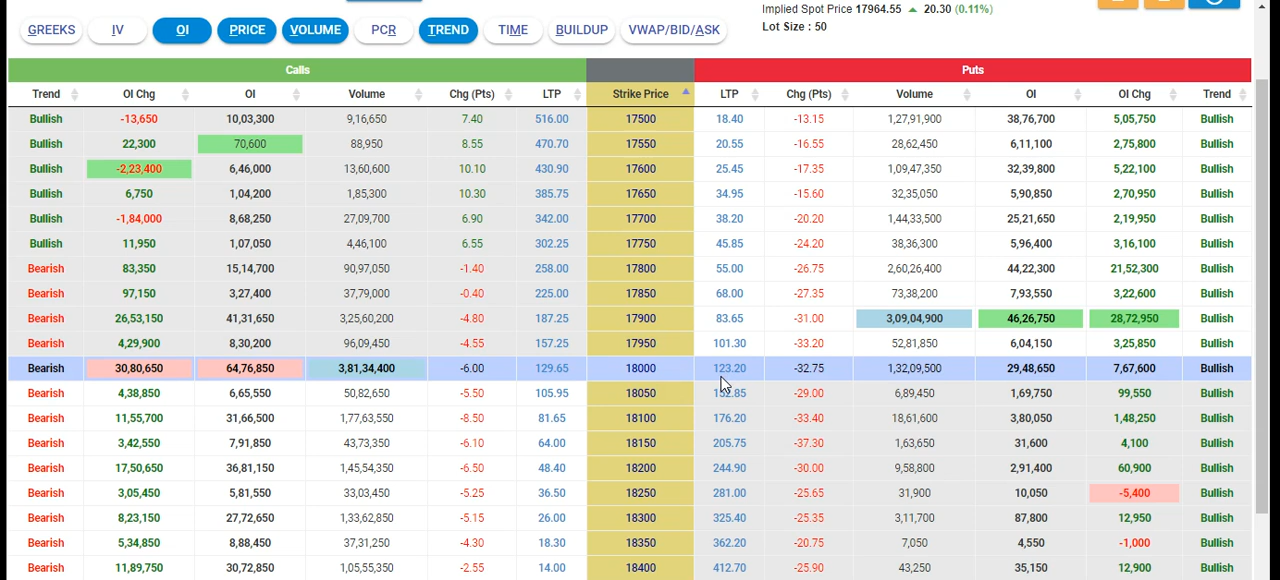 Implied Spot Price 17964.55 ▲ 20.30 (0.11%)
GREEKS IV OI PRICE VOLUME PCR TREND TIME BUILDUP VWAP/BID/ASK
Lot Size : 50
Calls Puts
Trend OI Chg OI Volume Chg (Pts) LTP Strike Price LTP Chg (Pts) Volume OI OI Chg Trend
Bullish -13,650 10,03,300 9,16,650 7.40 516.00 17500 18.40 -13.15 1,27,91,900 38,76,700 5,05,750 Bullish
Bullish 22,300 70,600 88,950 8.55 470.70 17550 20.55 -16.55 28,62,450 6,11,100 2,75,800 Bullish
Bullish -2,23,400 6,46,000 13,60,600 10.10 430.90 17600 25.45 -17.35 1,09,47,350 32,39,800 5,22,100 Bullish
Bullish 6,750 1,04,200 1,85,300 10.30 385.75 17650 34.95 -15.60 32,35,050 5,90,850 2,70,950 Bullish
Bullish -1,84,000 8,68,250 27,09,700 6.90 342.00 17700 38.20 -20.20 1,44,33,500 25,21,650 2,19,950 Bullish
Bullish 11,950 1,07,050 4,46,100 6.55 302.25 17750 45.85 -24.20 38,36,300 5,96,400 3,16,100 Bullish
Bearish 83,350 15,14,700 90,97,050 -1.40 258.00 17800 55.00 -26.75 2,60,26,400 44,22,300 21,52,300 Bullish
Bearish 97,150 3,27,400 37,79,000 -0.40 225.00 17850 68.00 -27.35 73,38,200 7,93,550 3,22,600 Bullish
Bearish 26,53,150 41,31,650 3,25,60,200 -4.80 187.25 17900 83.65 -31.00 3,09,04,900 46,26,750 28,72,950 Bullish
Bearish 4,29,900 8,30,200 96,09,450 -4.55 157.25 17950 101.30 -33.20 52,81,850 6,04,150 3,25,850 Bullish
Bearish 30,80,650 64,76,850 3,81,34,400 -6.00 129.65 18000 123.20 -32.75 1,32,09,500 29,48,650 7,67,600 Bullish
Bearish 4,38,850 6,65,550 50,82,650 -5.50 105.95 18050 -29.00 6,89,450 1,69,750 99,550 Bullish
Bearish 11,55,700 31,66,500 1,77,63,550 -8.50 81.65 18100 176.20 -33.40 18,61,600 3,80,050 1,48,250 Bullish
Bearish 3,42,550 7,91,850 43,73,350 -6.10 64.00 18150 205.75 -37.30 1,63,650 31,600 4,100 Bullish
Bearish 17,50,650 36,81,150 1,45,54,350 -6.50 48.40 18200 244.90 -30.00 9,58,800 2,91,400 60,900 Bullish
Bearish 3,05,450 5,81,550 33,03,450 -5.25 36.50 18250 281.00 -25.65 31,900 10,050 -5,400 Bullish
Bearish 8,23,150 27,72,650 1,33,62,850 -5.15 26.00 18300 325.40 -25.35 3,11,700 87,800 12,950 Bullish
Bearish 5,34,850 8,88,450 37,31,250 -4.30 18.30 18350 362.20 -20.75 7,050 4,550 -1,000 Bullish
Bearish 11,89,750 30,72,850 1,05,55,350 -2.55 14.00 18400 412.70 -25.90 43,250 35,150 12,900 Bullish